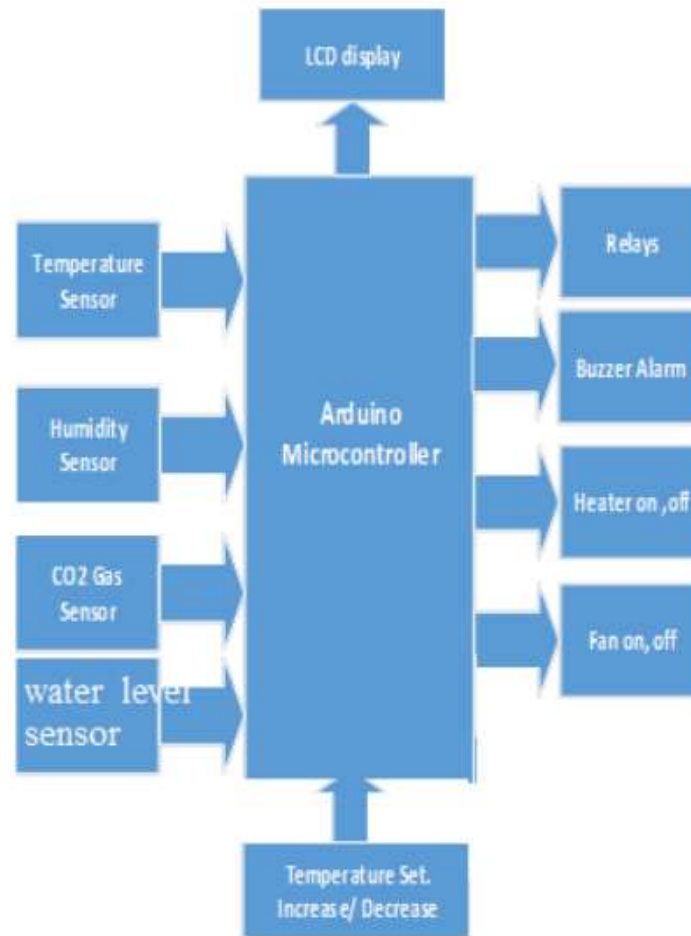 LCD display
Temperature
Sensor
Humidity
Sensor
CO2 Gas
Sensor
water level
sensor
Arduino
Microcontroller
Relays
Buzzer Alarm
Heater on ,off
Fan on, off
Temperature Set.
Increase/ Decrease